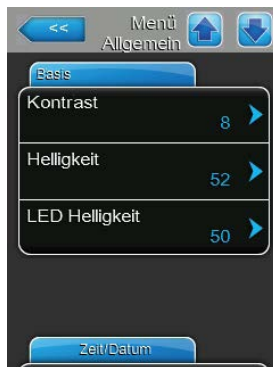 <<
Menü
Allgemein
Basis
Kontrast
8
Helligkeit
52
LED Helligkeit
50
Zeit/Datum